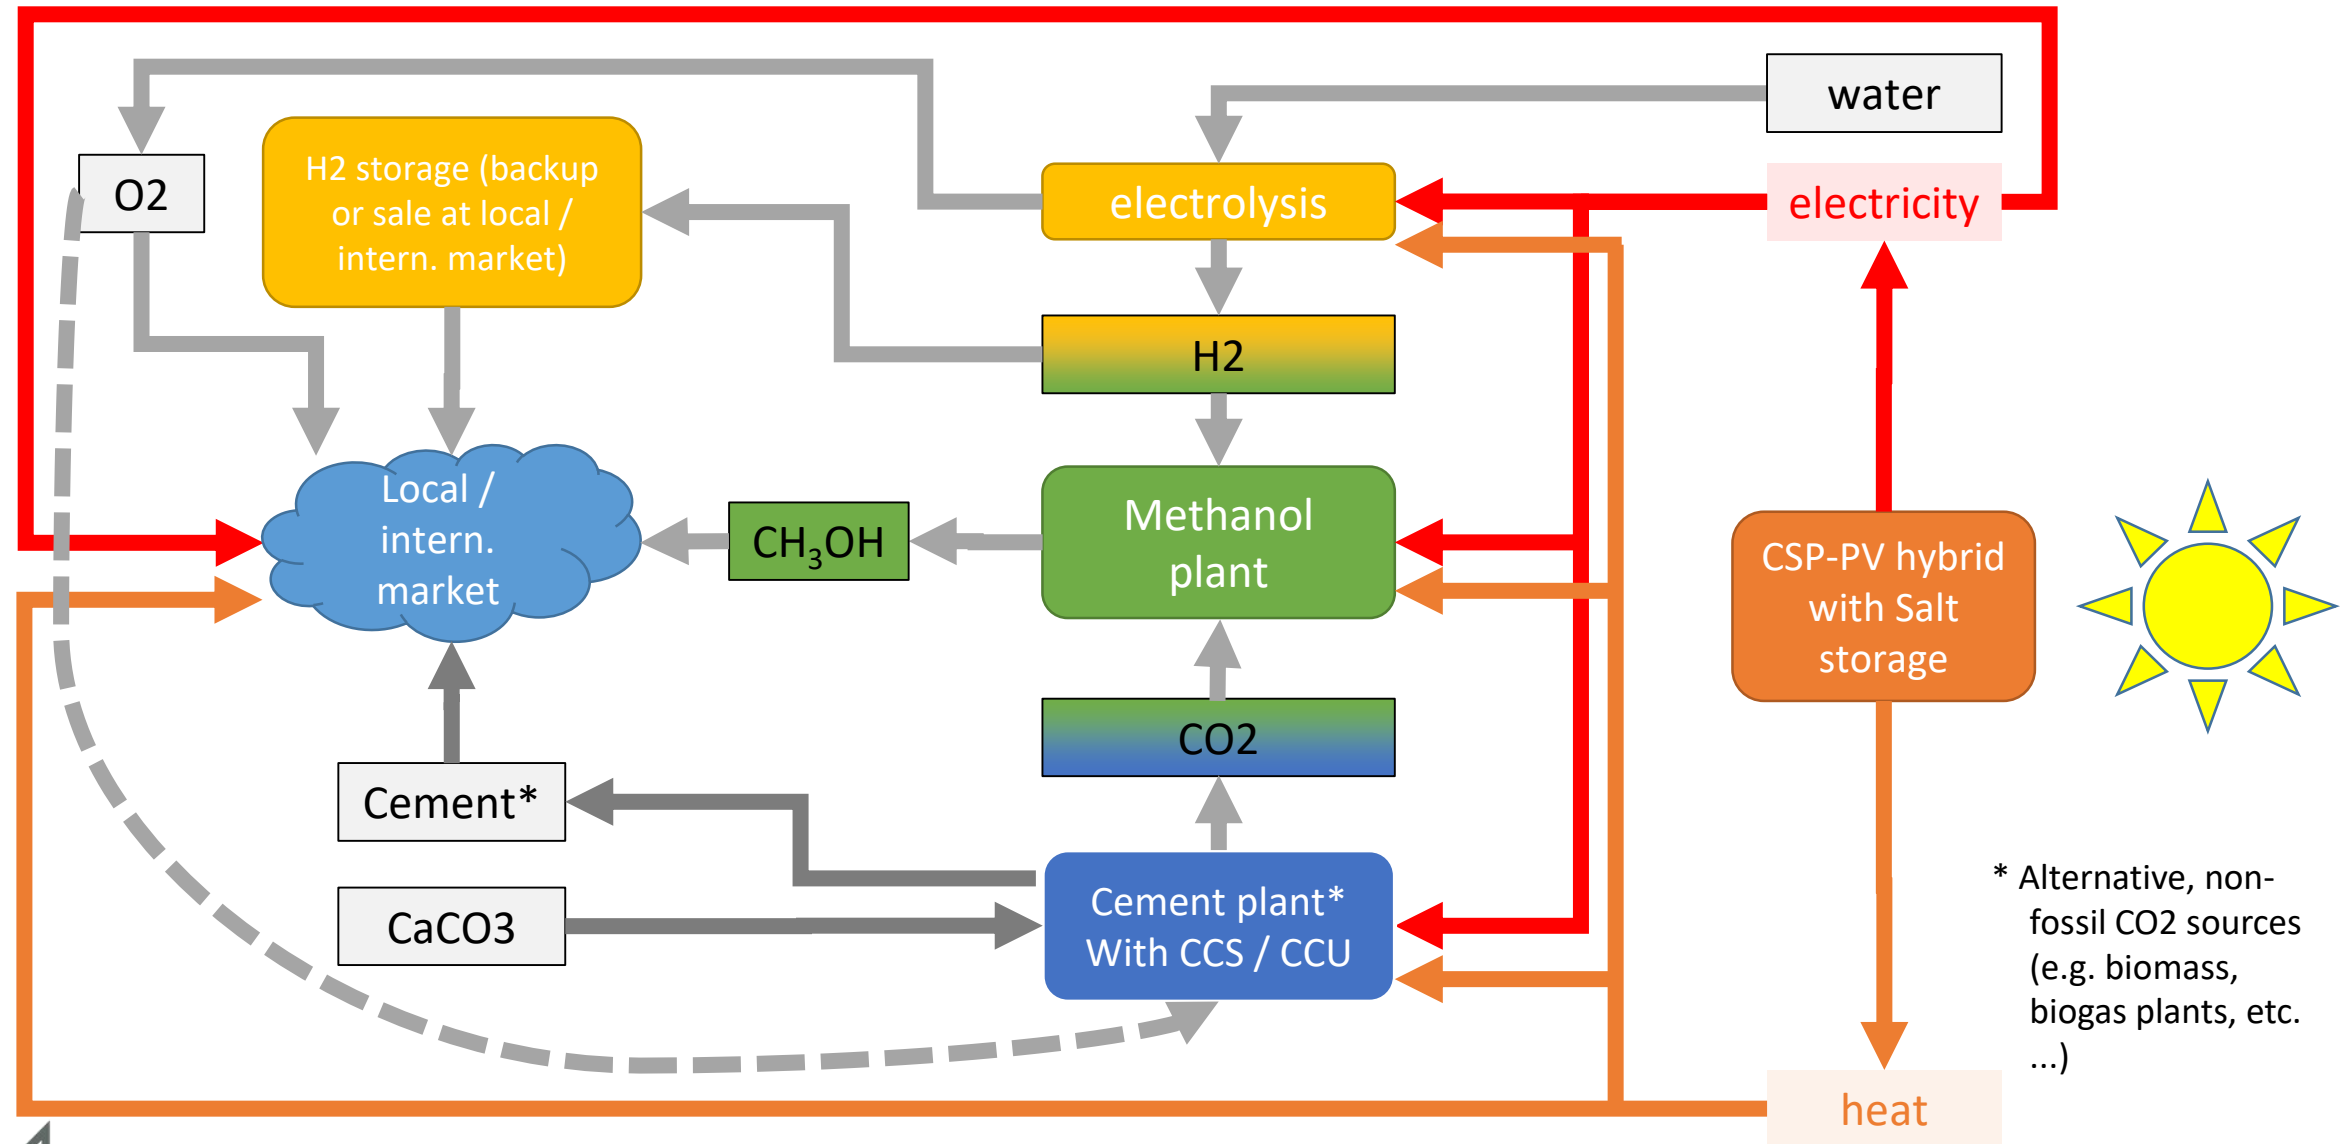 water
O2
H2 storage (backup
or sale at local /
intern. market)
electrolysis
electricity
H2
Local /
intern.
market
CH₃OH
Methanol
plant
CSP-PV hybrid
with Salt
storage
CO2
Cement*
CaCO3
Cement plant*
With CCS / CCU
* Alternative, non-
fossil CO2 sources
(e.g. biomass,
biogas plants, etc.
...)
heat